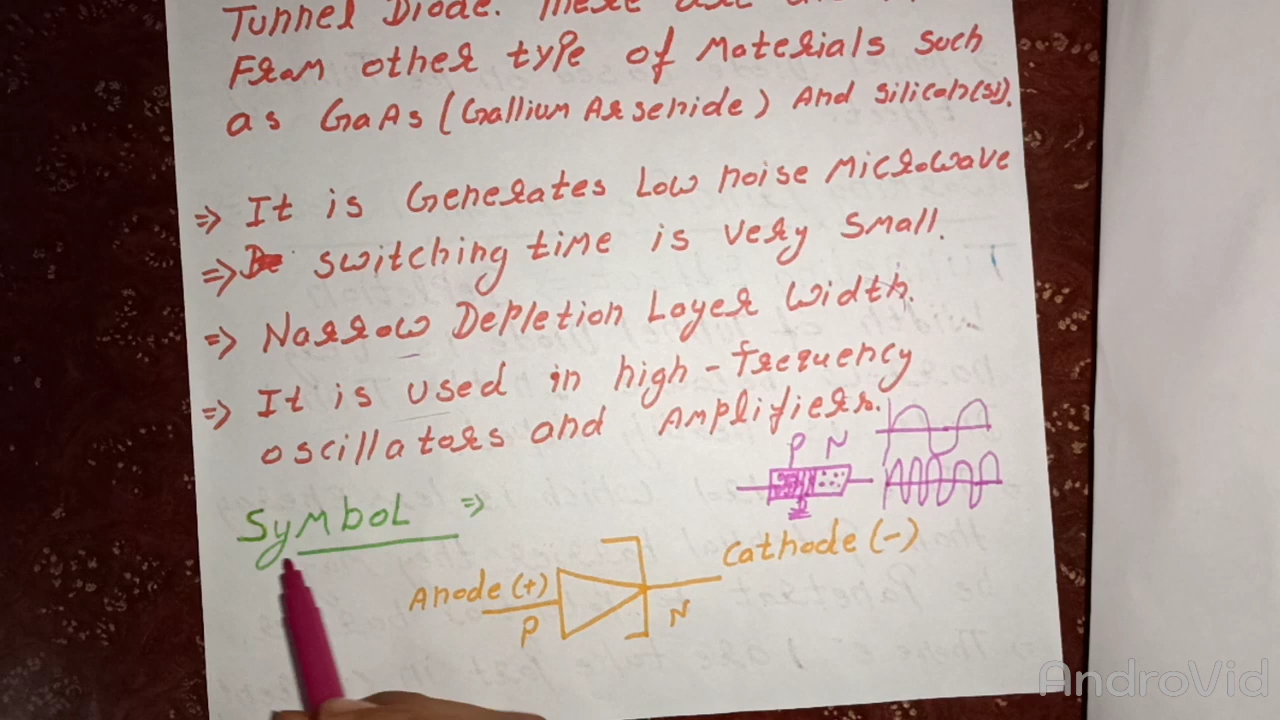 Tunnel Diode. These are
From other type of Materials such
as GaAs (Gallium Arsenide) And silicon(si).
⇒ It is Generates Low noise Microwave
⇒ switching time is very small.
⇒ Narrow Depletion Layer width.
⇒ It is used in high-frequency
oscillators and Amplifiers.
P N
Symbol ⇒
Cathode (-)
Anode (+)
P
N
AndroVid